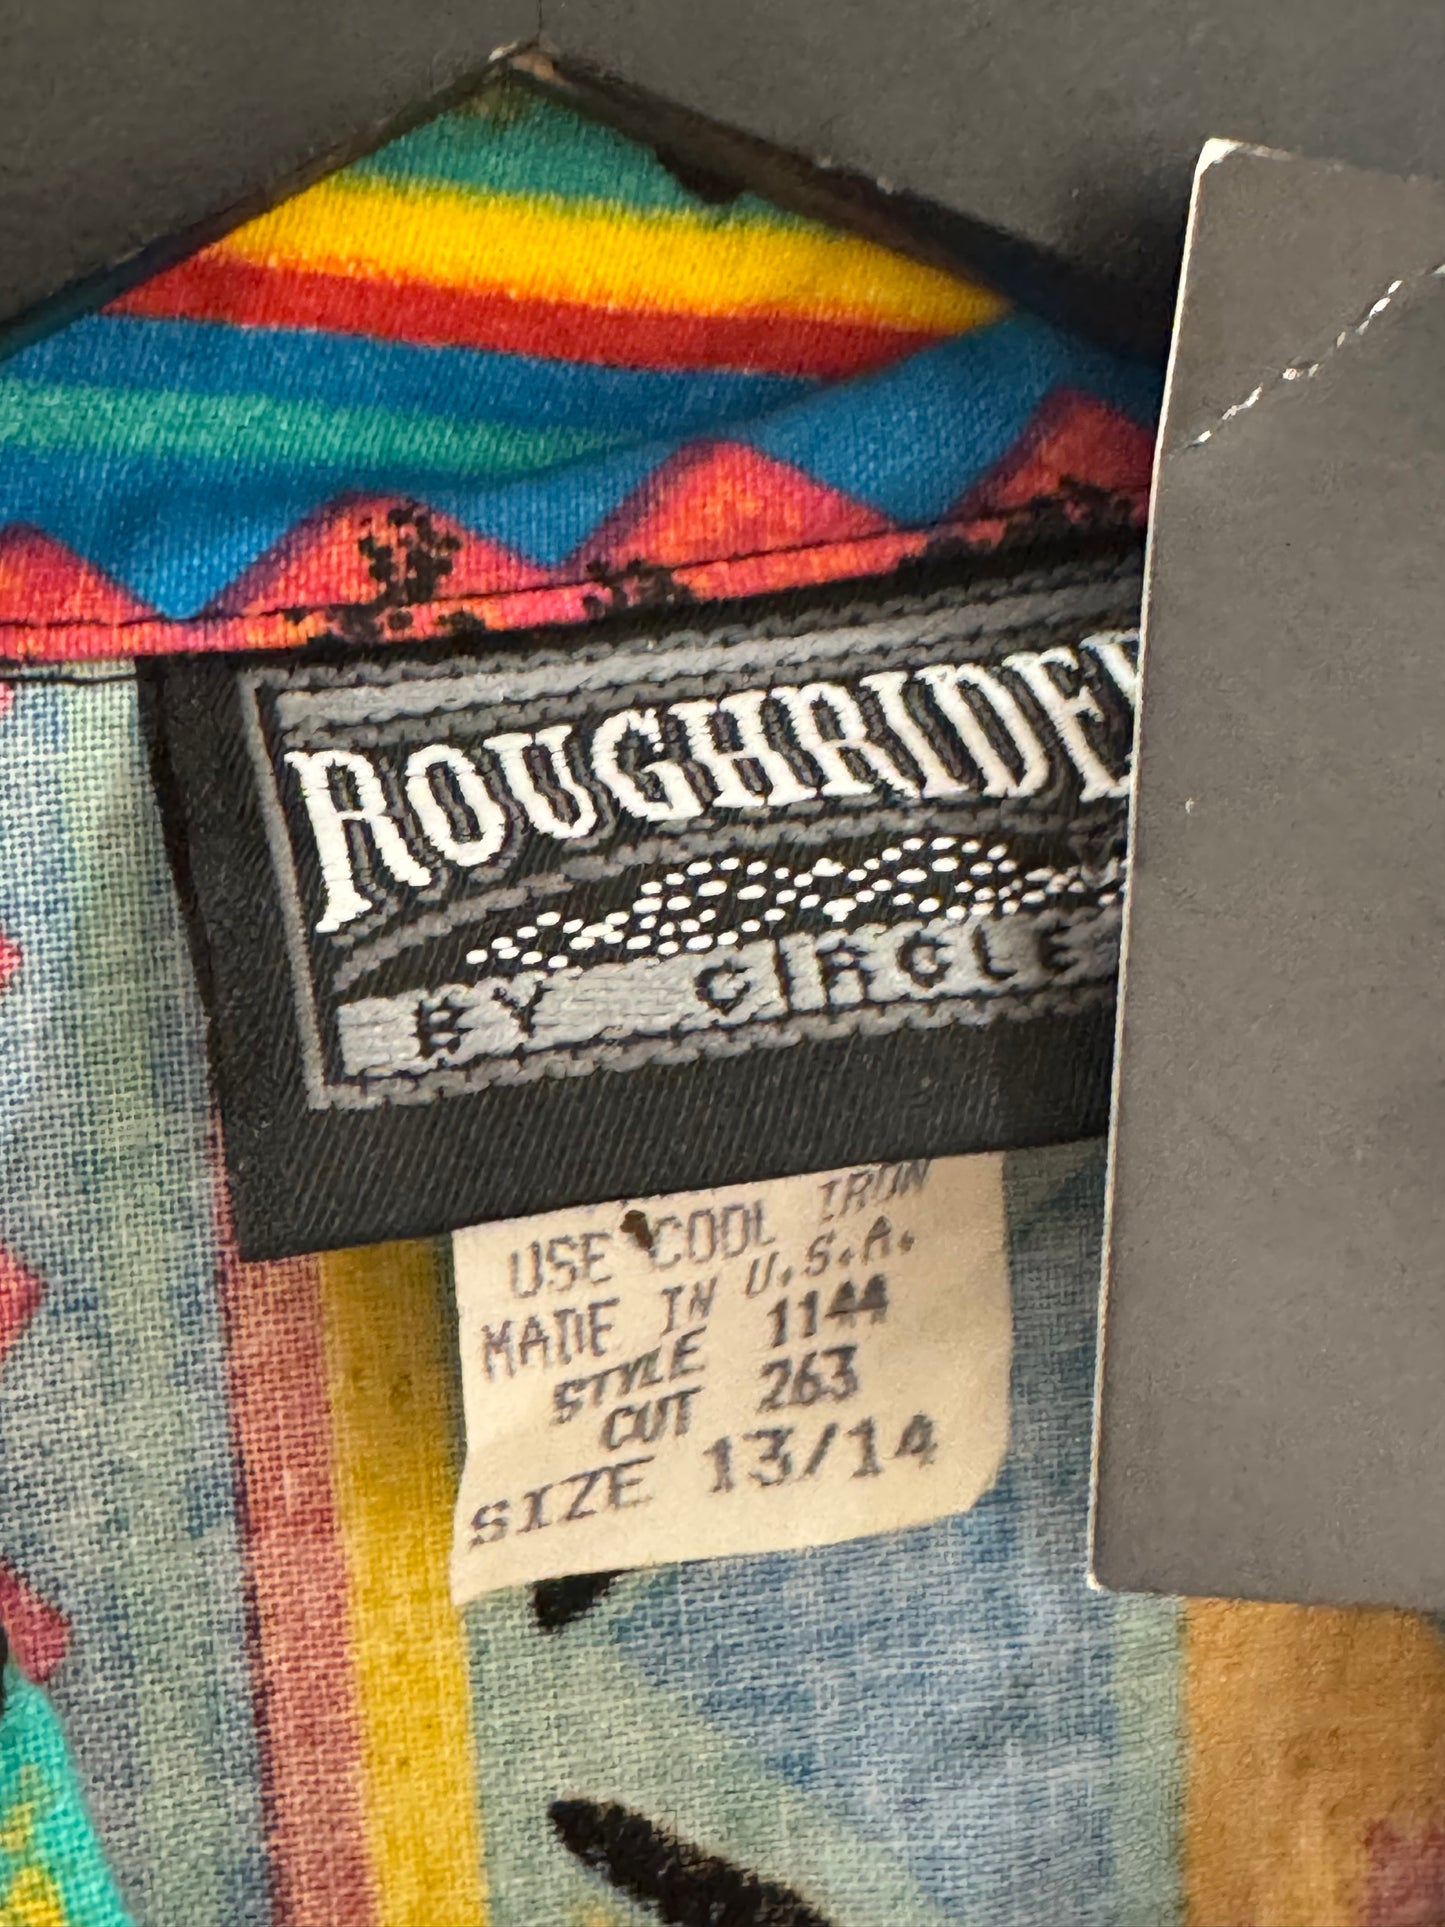 ROUGHRIDE
BY CIRCLE
USE COOL IRON
MADE IN U.S.A.
STYLE 1144
CUT 263
SIZE 13/14